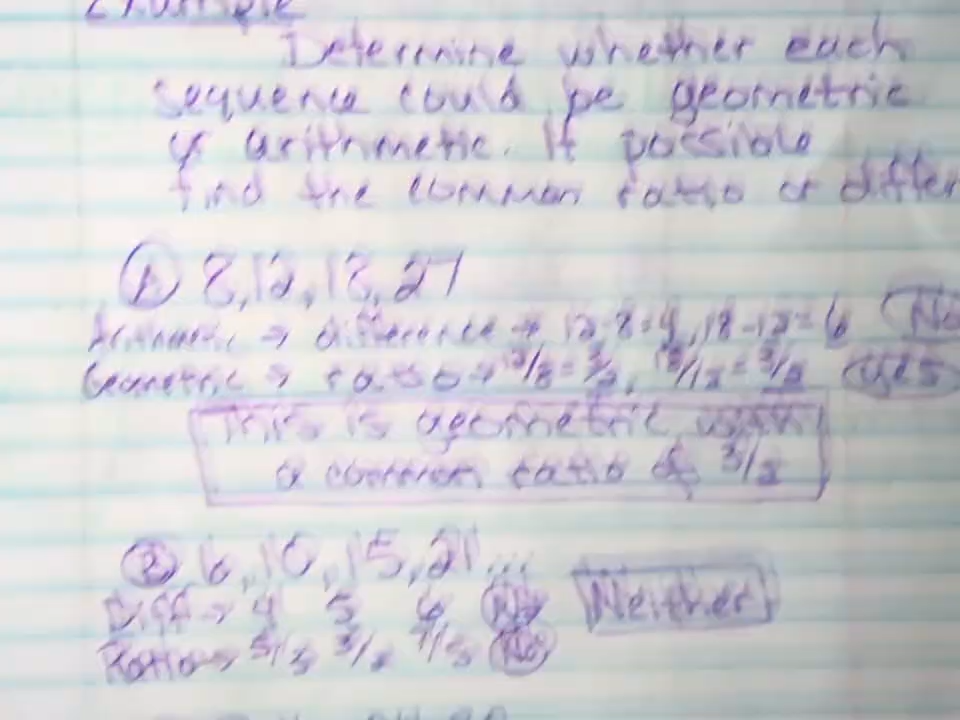 Example
Determine whether each
sequence could be geometric
or arithmetic. If possible
find the common ratio or differ
1. 8, 12, 18, 27
Arithmetic → difference → 12-8=4, 18-12=6 No
Geometric → ratio → 12/8 = 3/2, 18/12 = 3/2 Yes
This is geometric with
a common ratio of 3/2
2. 6, 10, 15, 21...
Diff → 4 5 6 No Neither
Ratio → 5/3 3/2 7/5 No